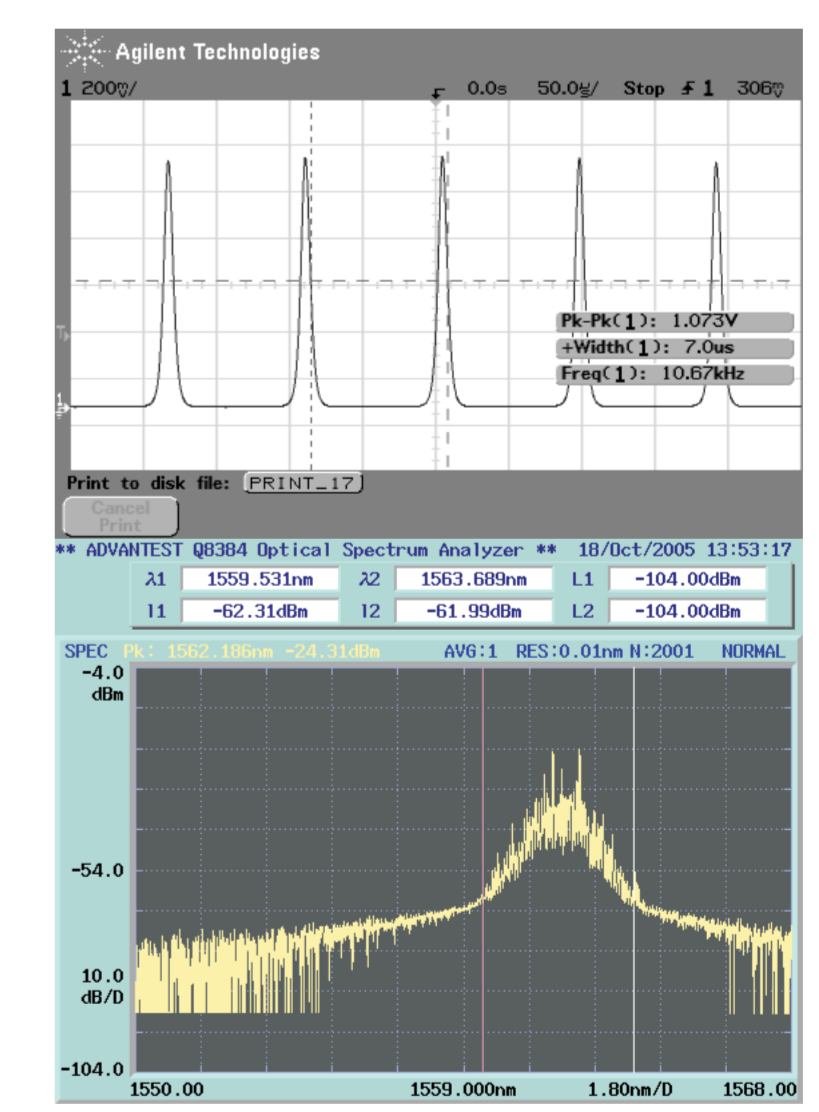 Agilent Technologies
1 200mV/ 0.0s 50.0us/ Stop 1 306mV
Pk-Pk(1): 1.073V
+Width(1): 7.0us
Freq(1): 10.67kHz
T
1
Print to disk file: PRINT_17
Cancel
Print
** ADVANTEST Q8384 Optical Spectrum Analyzer ** 18/Oct/2005 13:53:17
λ1 1559.531nm λ2 1563.689nm L1 -104.00dBm
l1 -62.31dBm l2 -61.99dBm L2 -104.00dBm
SPEC Pk: 1562.186nm -24.31dBm AVG:1 RES:0.01nm N:2001 NORMAL
-4.0
dBm
-54.0
10.0
dB/D
-104.0
1550.00 1559.000nm 1.80nm/D 1568.00